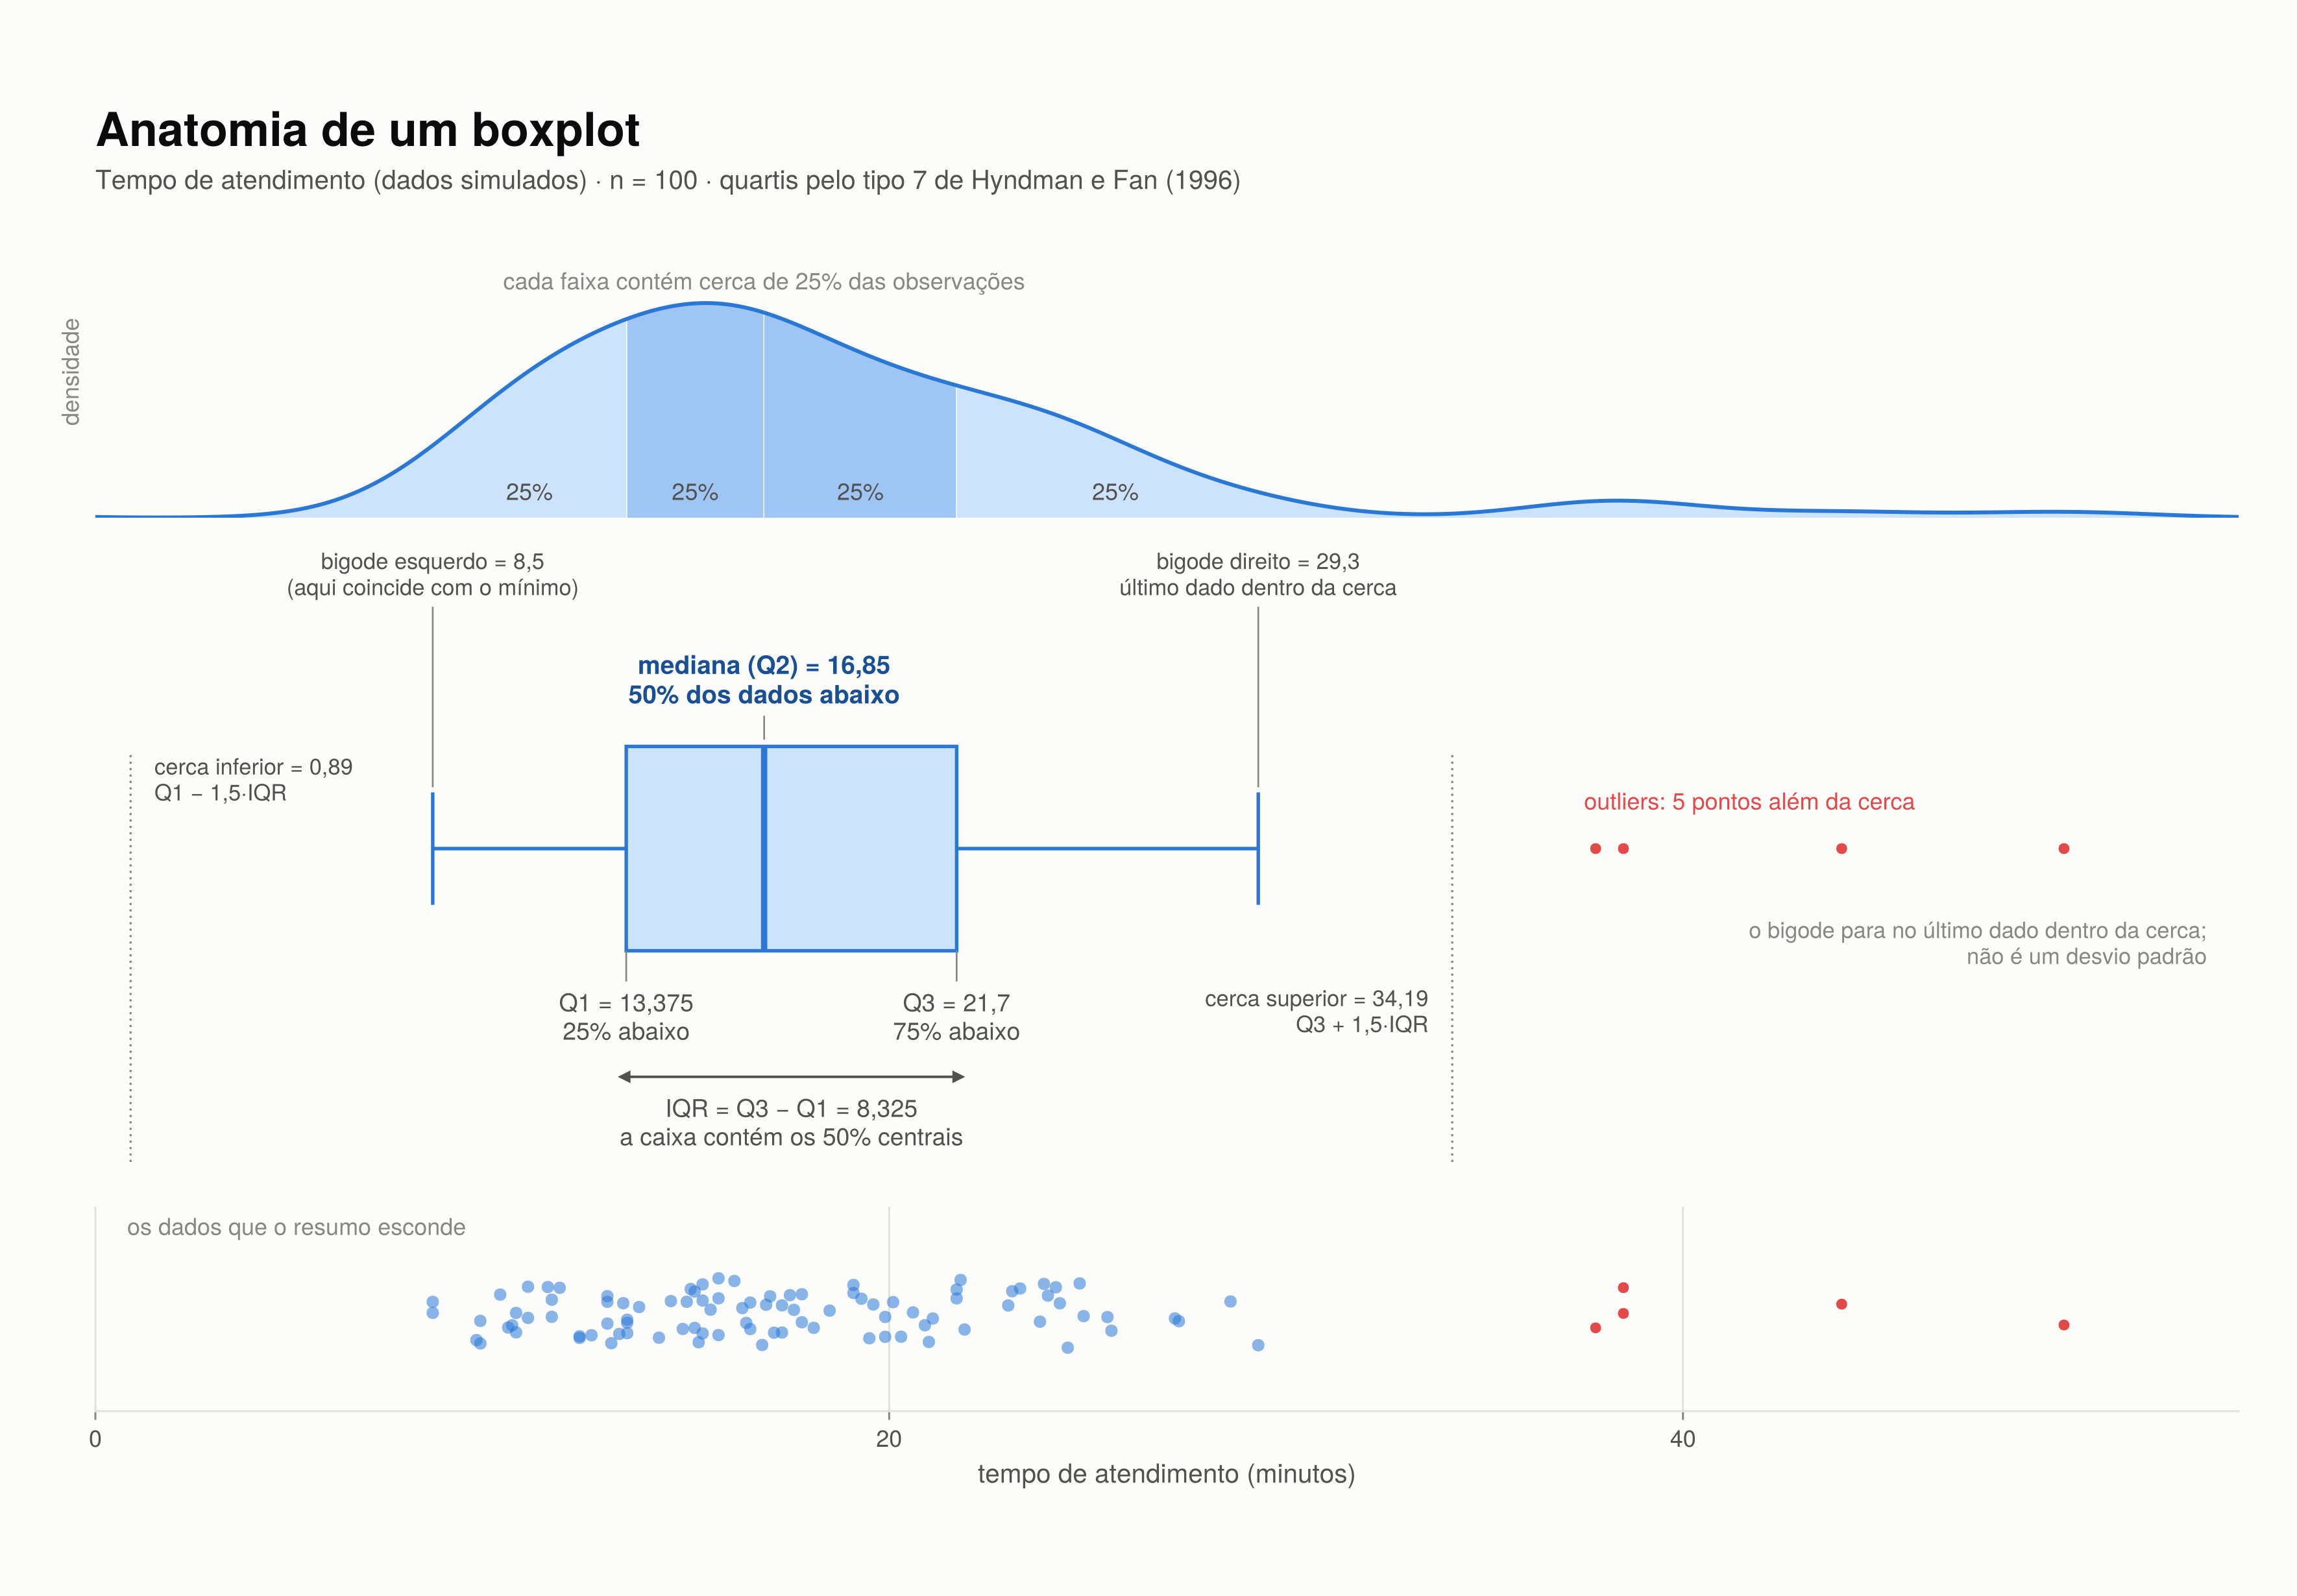 Anatomia de um boxplot
Tempo de atendimento (dados simulados) · n = 100 · quartis pelo tipo 7 de Hyndman e Fan (1996)
cada faixa contém cerca de 25% das observações
densidade
25%
25%
25%
25%
bigode esquerdo = 8,5
(aqui coincide com o mínimo)
bigode direito = 29,3
último dado dentro da cerca
mediana (Q2) = 16,85
50% dos dados abaixo
cerca inferior = 0,89
Q1 − 1,5·IQR
outliers: 5 pontos além da cerca
o bigode para no último dado dentro da cerca;
não é um desvio padrão
Q1 = 13,375
25% abaixo
Q3 = 21,7
75% abaixo
cerca superior = 34,19
Q3 + 1,5·IQR
IQR = Q3 − Q1 = 8,325
a caixa contém os 50% centrais
os dados que o resumo esconde
0
20
40
tempo de atendimento (minutos)